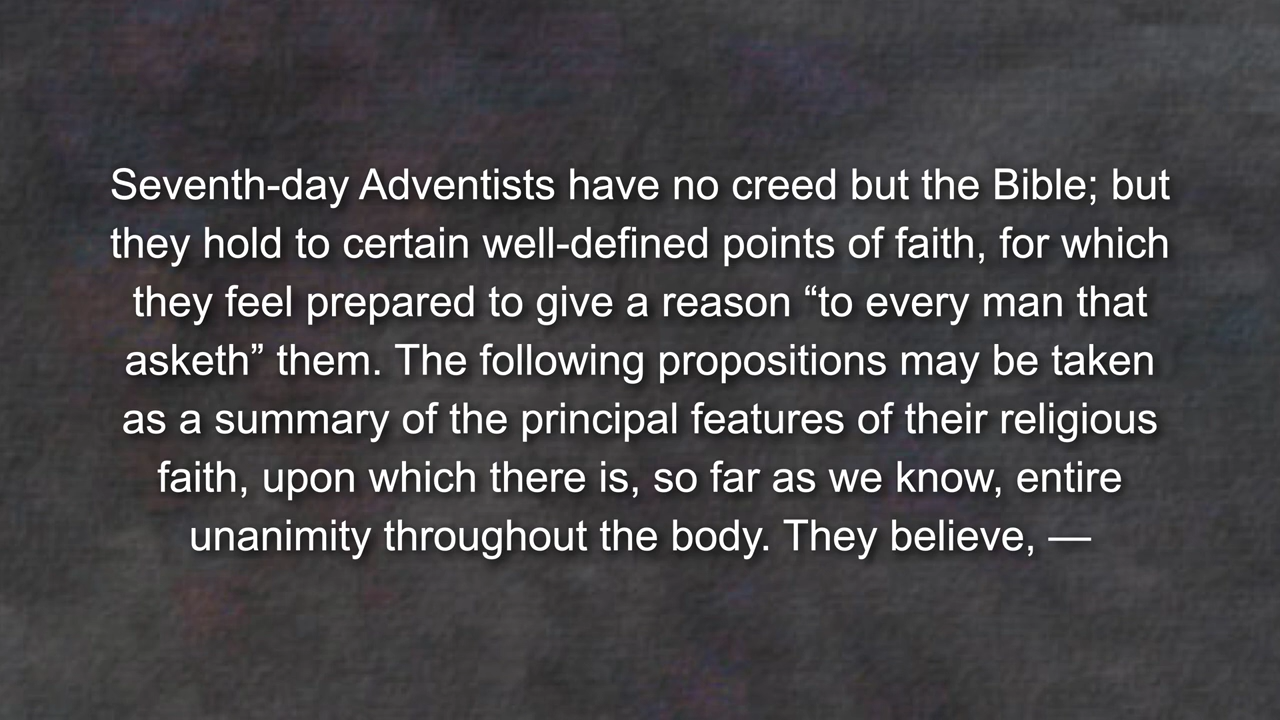 Seventh-day Adventists have no creed but the Bible; but
they hold to certain well-defined points of faith, for which
they feel prepared to give a reason “to every man that
asketh” them. The following propositions may be taken
as a summary of the principal features of their religious
faith, upon which there is, so far as we know, entire
unanimity throughout the body. They believe, —